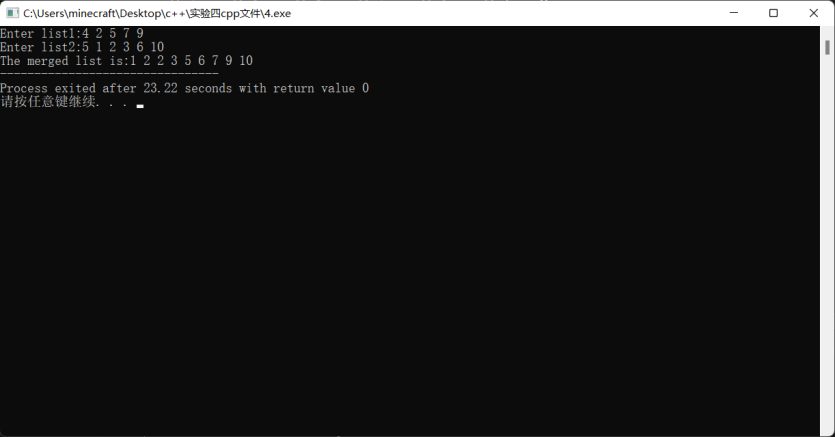 C:\Users\minecraft\Desktop\c++\实验四cpp文件\4.exe
Enter list1:4 2 5 7 9
Enter list2:5 1 2 3 6 10
The merged list is:1 2 2 3 5 6 7 9 10
--------------------------------
Process exited after 23.22 seconds with return value 0
请按任意键继续. . .